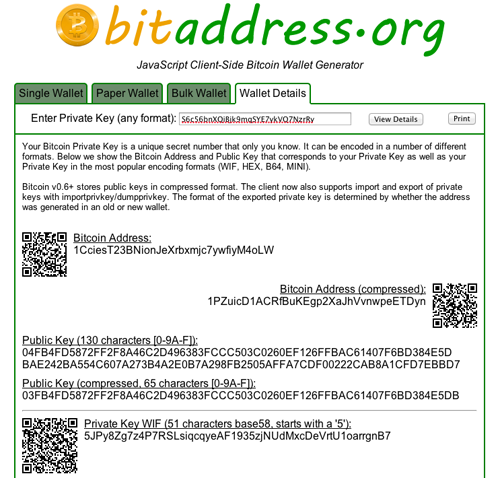 bitaddress.org
JavaScript Client-Side Bitcoin Wallet Generator
Single Wallet Paper Wallet Bulk Wallet Wallet Details
Enter Private Key (any format): S6c56bnXQiBjk9mqSYE7ykVQ7NzrRy View Details Print
Your Bitcoin Private Key is a unique secret number that only you know. It can be encoded in a number of
different formats. Below we show the Bitcoin Address and Public Key that corresponds to your Private Key as well as your
Private Key in the most popular encoding formats (WIF, HEX, B64, MINI).
Bitcoin v0.6+ stores public keys in compressed format. The client now also supports import and export of private
keys with importprivkey/dumpprivkey. The format of the exported private key is determined by whether the address
was generated in an old or new wallet.
Bitcoin Address:
1CciesT23BNionJeXrbxmjc7ywfiyM4oLW
Bitcoin Address (compressed):
1PZuicD1ACRfBuKEgp2XaJhVvnwpeETDyn
Public Key (130 characters [0-9A-F]):
04FB4FD5872FF2F8A46C2D496383FCCC503C0260EF126FFBAC61407F6BD384E5D
BAE242BA554C607A273B4A2E0B7A298FB2505AFFA7CDF00222CAB8A1CFD7EBBD7
Public Key (compressed, 65 characters [0-9A-F]):
03FB4FD5872FF2F8A46C2D496383FCCC503C0260EF126FFBAC61407F6BD384E5DB
Private Key WIF (51 characters base58, starts with a '5'):
5JPy8Zg7z4P7RSLsiqcqyeAF1935zjNUdMxcDeVrtU1oarrgnB7